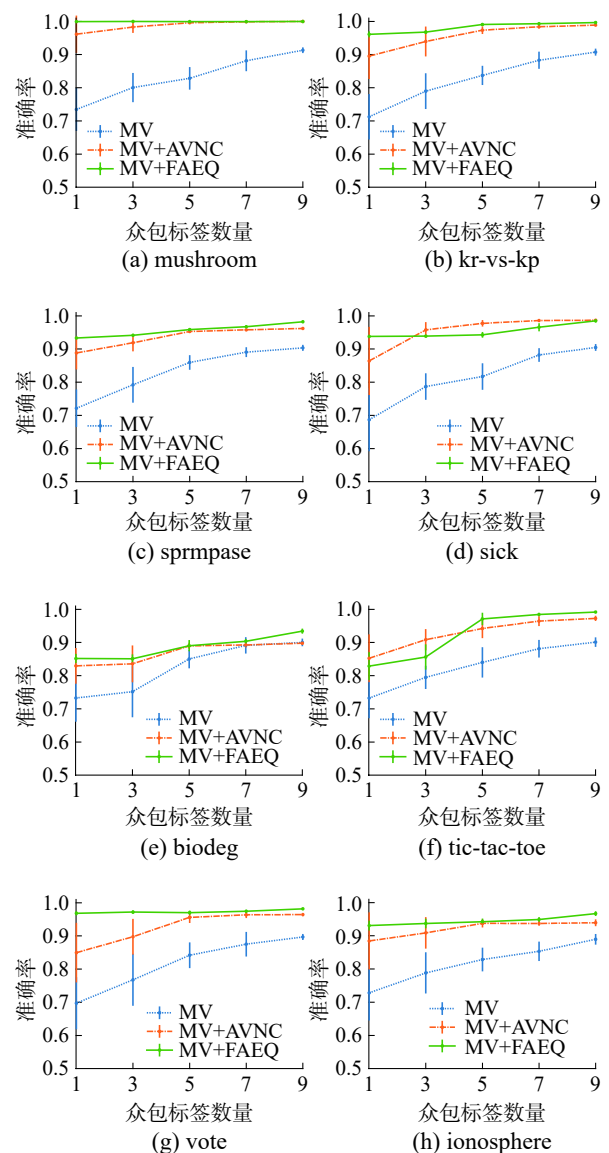 1.0
0.9
0.8
0.7
0.6
0.5
准确率
MV
MV+AVNC
MV+FAEQ
1 3 5 7 9
众包标签数量
(a) mushroom
1.0
0.9
0.8
0.7
0.6
0.5
准确率
MV
MV+AVNC
MV+FAEQ
1 3 5 7 9
众包标签数量
(b) kr-vs-kp
1.0
0.9
0.8
0.7
0.6
0.5
准确率
MV
MV+AVNC
MV+FAEQ
1 3 5 7 9
众包标签数量
(c) sprmpase
1.0
0.9
0.8
0.7
0.6
0.5
准确率
MV
MV+AVNC
MV+FAEQ
1 3 5 7 9
众包标签数量
(d) sick
1.0
0.9
0.8
0.7
0.6
0.5
准确率
MV
MV+AVNC
MV+FAEQ
1 3 5 7 9
众包标签数量
(e) biodeg
1.0
0.9
0.8
0.7
0.6
0.5
准确率
MV
MV+AVNC
MV+FAEQ
1 3 5 7 9
众包标签数量
(f) tic-tac-toe
1.0
0.9
0.8
0.7
0.6
0.5
准确率
MV
MV+AVNC
MV+FAEQ
1 3 5 7 9
众包标签数量
(g) vote
1.0
0.9
0.8
0.7
0.6
0.5
准确率
MV
MV+AVNC
MV+FAEQ
1 3 5 7 9
众包标签数量
(h) ionosphere